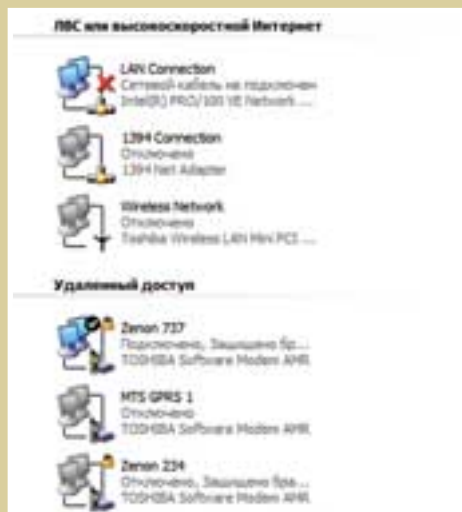 ЛВС или высокоскоростной Интернет
LAN Connection
Сетевой кабель не подключен
Intel(R) PRO/100 VE Network ...
1394 Connection
Отключено
1394 Net Adapter
Wireless Network
Отключено
Toshiba Wireless LAN Mini PCI ...
Удаленный доступ
Zenon 737
Подключено, Защищено бр...
TOSHIBA Software Modem AMR
MTS GPRS 1
Отключено
TOSHIBA Software Modem AMR
Zenon 234
Отключено, Защищено бра...
TOSHIBA Software Modem AMR